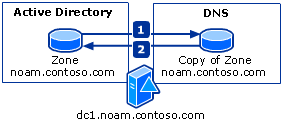 Active Directory
DNS
1
2
Zone
noam.contoso.com
Copy of Zone
noam.contoso.com
dc1.noam.contoso.com